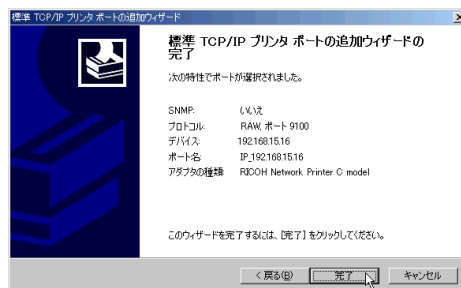 標準 TCP/IP プリンタ ポートの追加ウィザード
標準 TCP/IP プリンタ ポートの追加ウィザードの
完了
次の特性でポートが選択されました。
SNMP: いいえ
プロトコル: RAW, ポート 9100
デバイス: 192.168.15.16
ポート名: IP_192.168.15.16
アダプタの種類: RICOH Network Printer C model
このウィザードを完了するには、[完了] をクリックしてください。
< 戻る(B) 完了 キャンセル